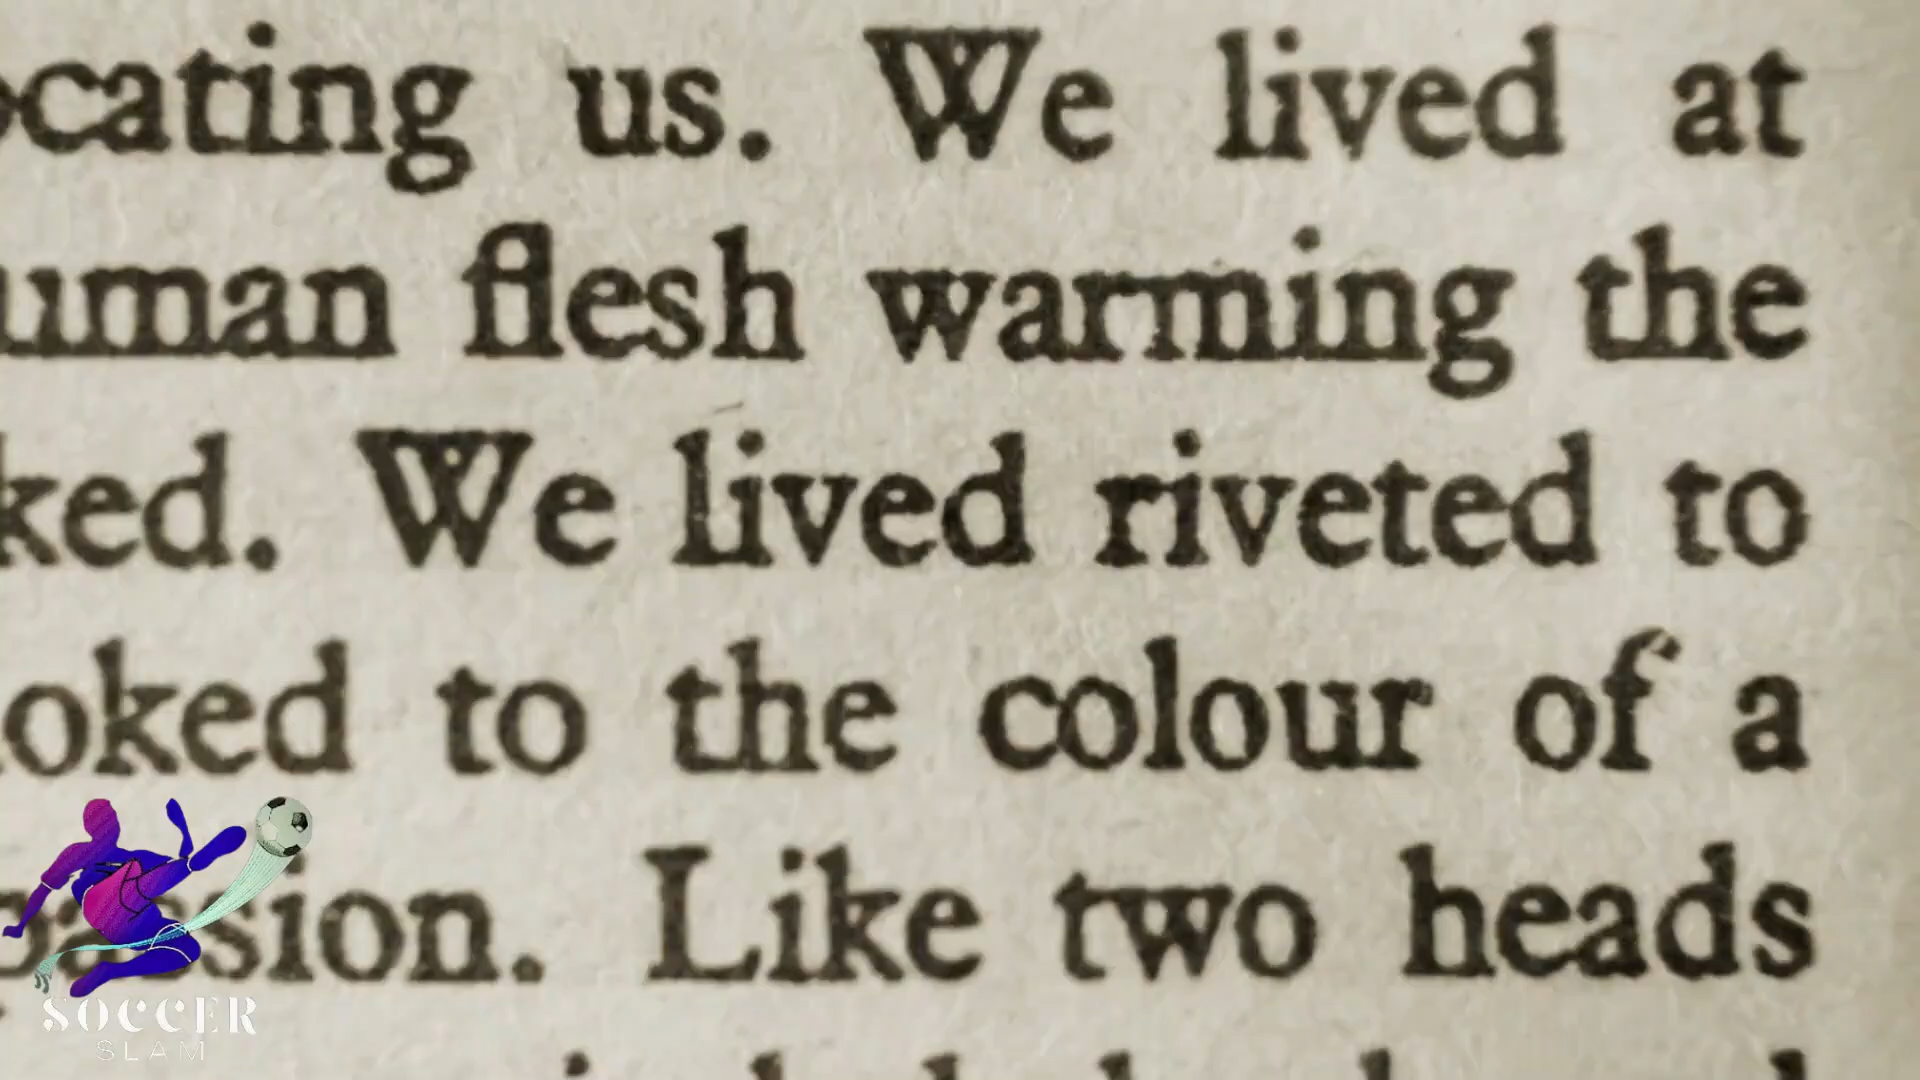 ocating us. We lived at
uman flesh warming the
ked. We lived riveted to
oked to the colour of a
passion. Like two heads
SOCCER
SLAM